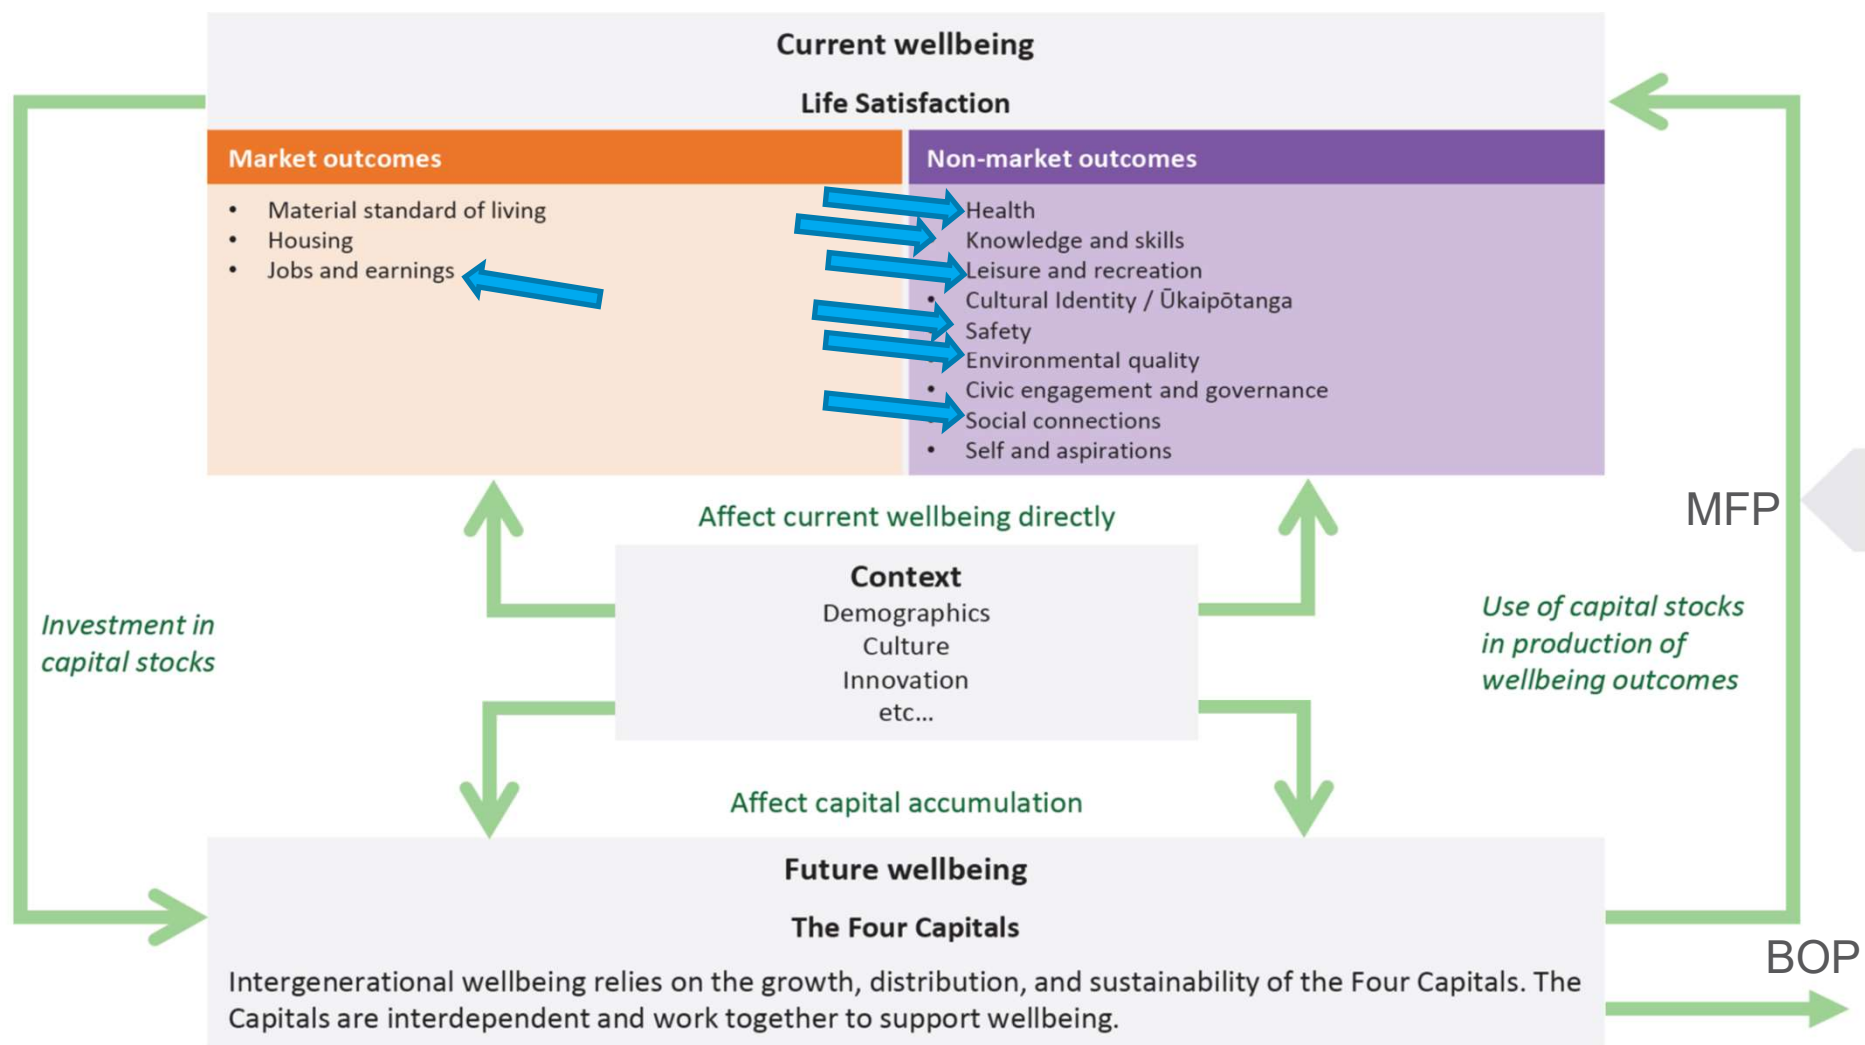 Current wellbeing
Life Satisfaction
Market outcomes
• Material standard of living
• Housing
• Jobs and earnings
Non-market outcomes
Health
Knowledge and skills
Leisure and recreation
• Cultural Identity / Ūkaipōtanga
Safety
Environmental quality
• Civic engagement and governance
Social connections
• Self and aspirations
Affect current wellbeing directly
MFP
Context
Demographics
Culture
Innovation
etc...
Investment in
capital stocks
Use of capital stocks
in production of
wellbeing outcomes
Affect capital accumulation
Future wellbeing
The Four Capitals
Intergenerational wellbeing relies on the growth, distribution, and sustainability of the Four Capitals. The
Capitals are interdependent and work together to support wellbeing.
BOP